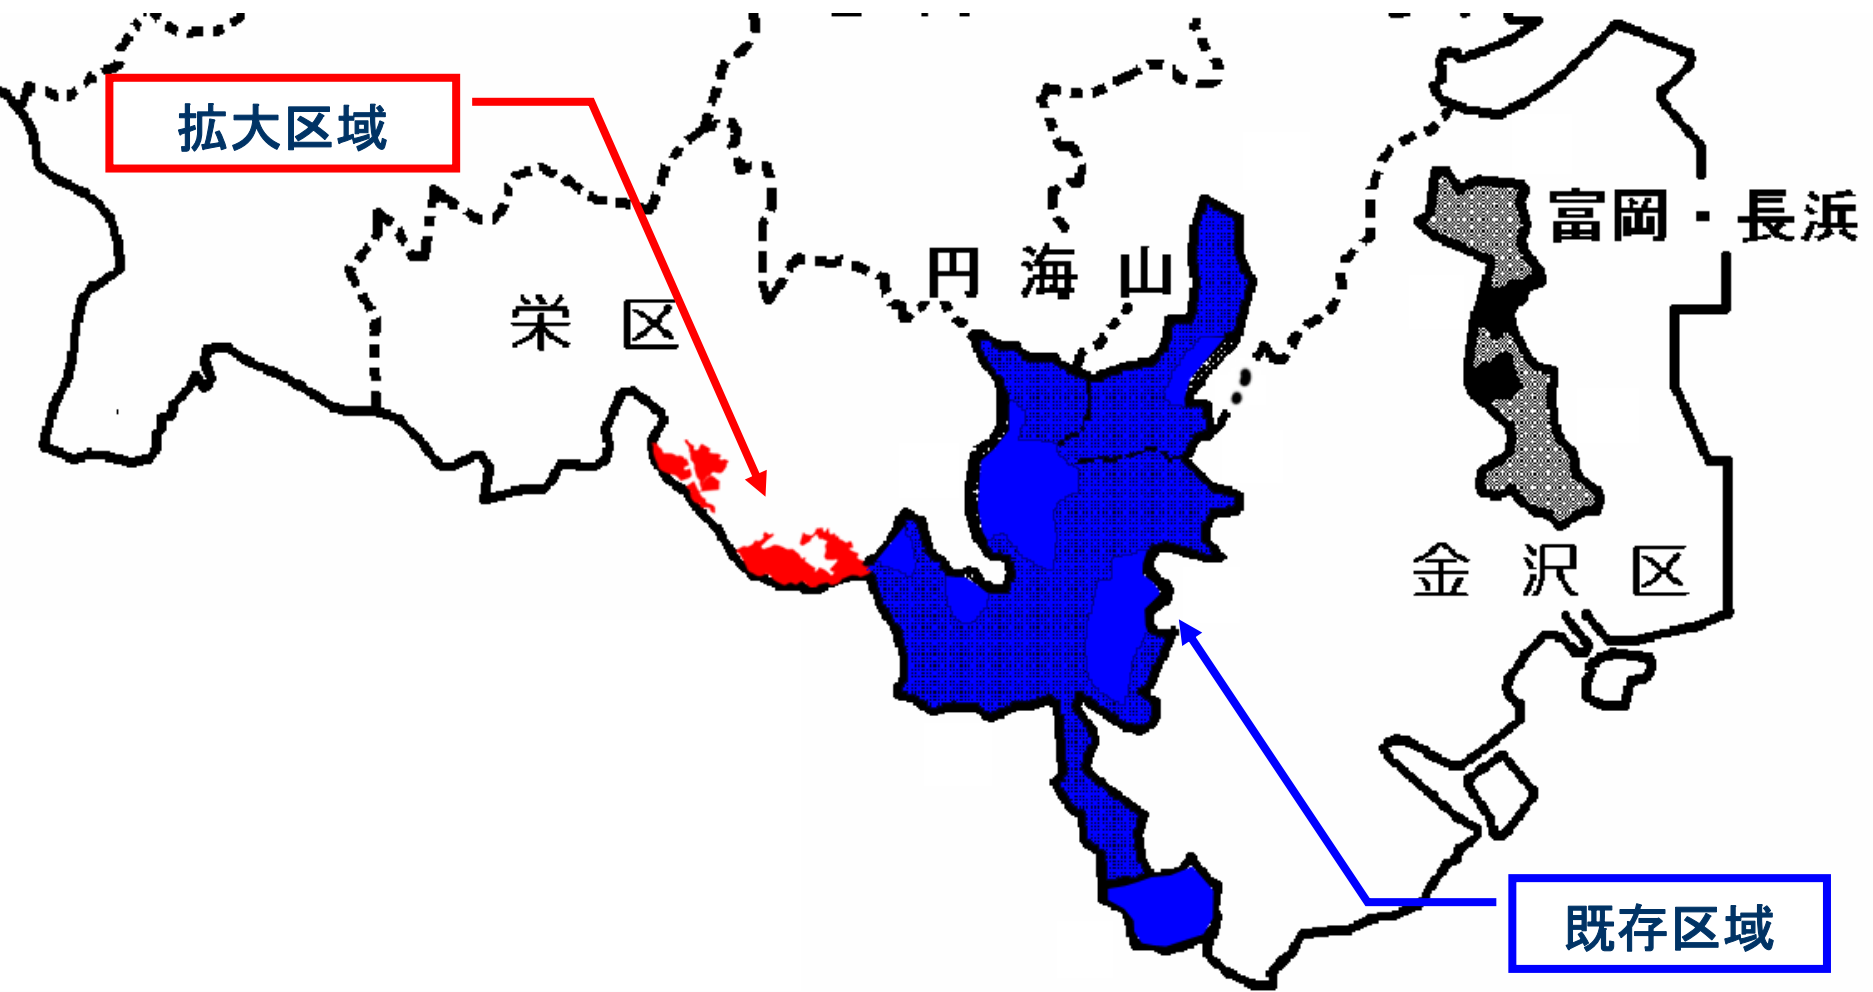 拡大区域
富岡・長浜
円海山
栄区
金沢区
既存区域